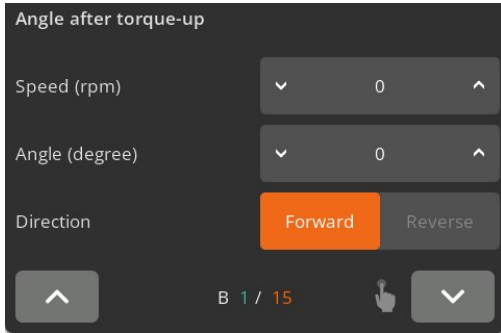 Angle after torque-up
Speed (rpm) 0
Angle (degree) 0
Direction Forward Reverse
B 1 / 15